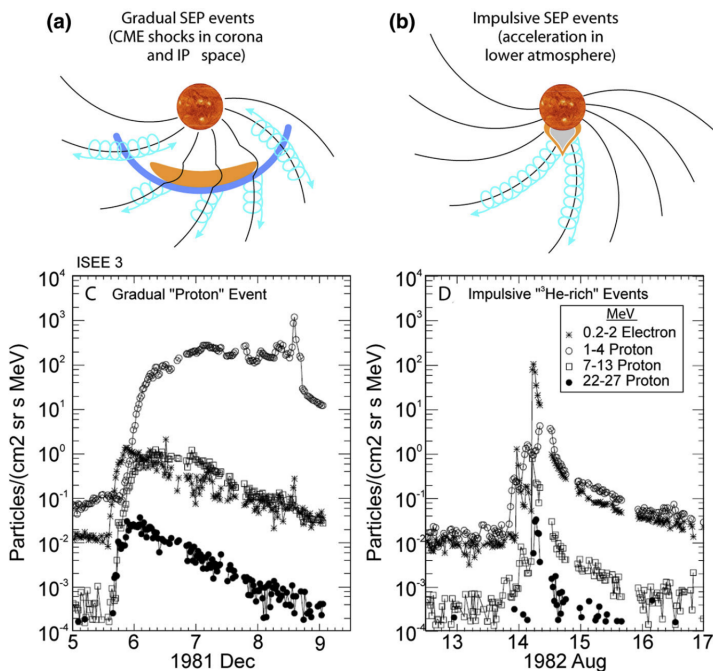 (a)
Gradual SEP events
(CME shocks in corona
and IP space)
(b)
Impulsive SEP events
(acceleration in
lower atmosphere)
ISEE 3
C Gradual "Proton" Event
Particles/(cm2 sr s MeV)
10⁴
10³
10²
10¹
10⁰
10⁻¹
10⁻²
10⁻³
10⁻⁴
5 6 7 8 9
1981 Dec
D Impulsive "³He-rich" Events
MeV
0.2-2 Electron
1-4 Proton
7-13 Proton
22-27 Proton
Particles/(cm2 sr s MeV)
10⁴
10³
10²
10¹
10⁰
10⁻¹
10⁻²
10⁻³
10⁻⁴
13 14 15 16 17
1982 Aug